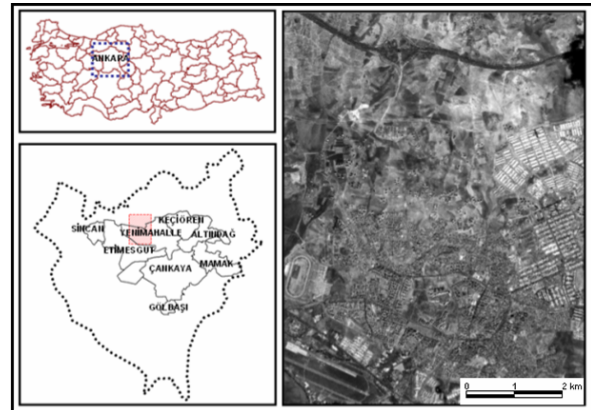 ANKARA
KEÇİÖREN
SİNCAN
YENİMAHALLE
ALTINDAĞ
ETİMESGUT
MAMAK
ÇANKAYA
GÖLBAŞI
0 1 2 km